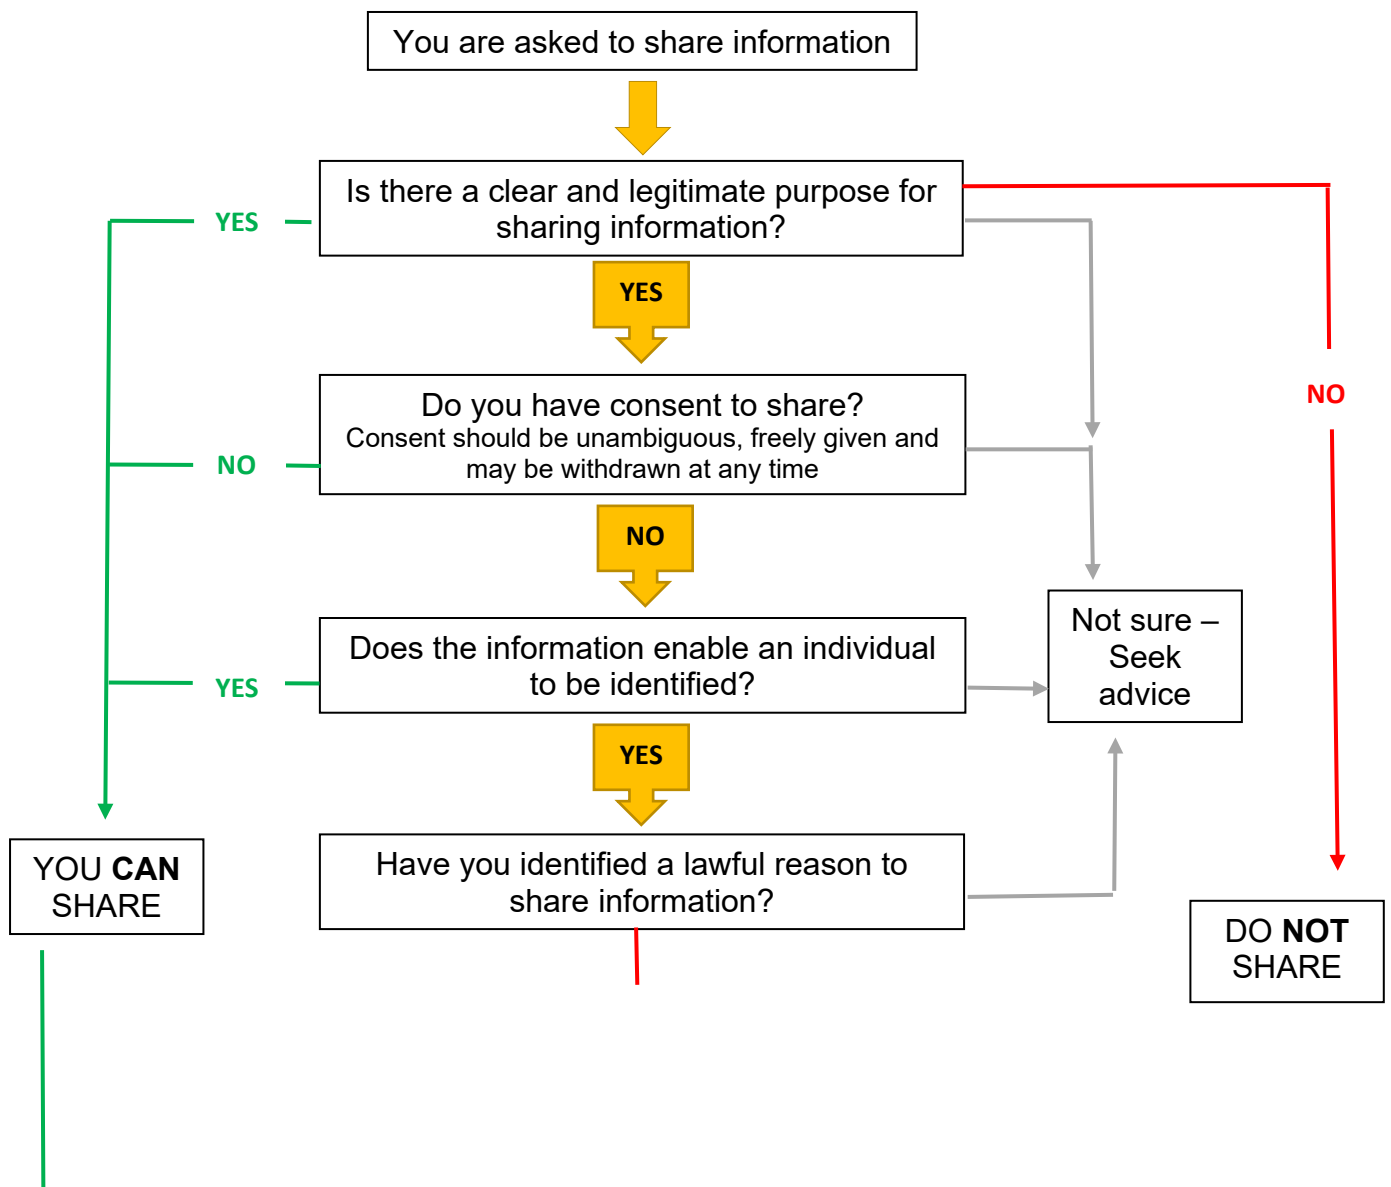 You are asked to share information
Is there a clear and legitimate purpose for
sharing information?
YES
YES
NO
Do you have consent to share?
Consent should be unambiguous, freely given and
may be withdrawn at any time
NO
NO
Does the information enable an individual
to be identified?
YES
YES
Not sure –
Seek
advice
Have you identified a lawful reason to
share information?
YOU CAN
SHARE
DO NOT
SHARE